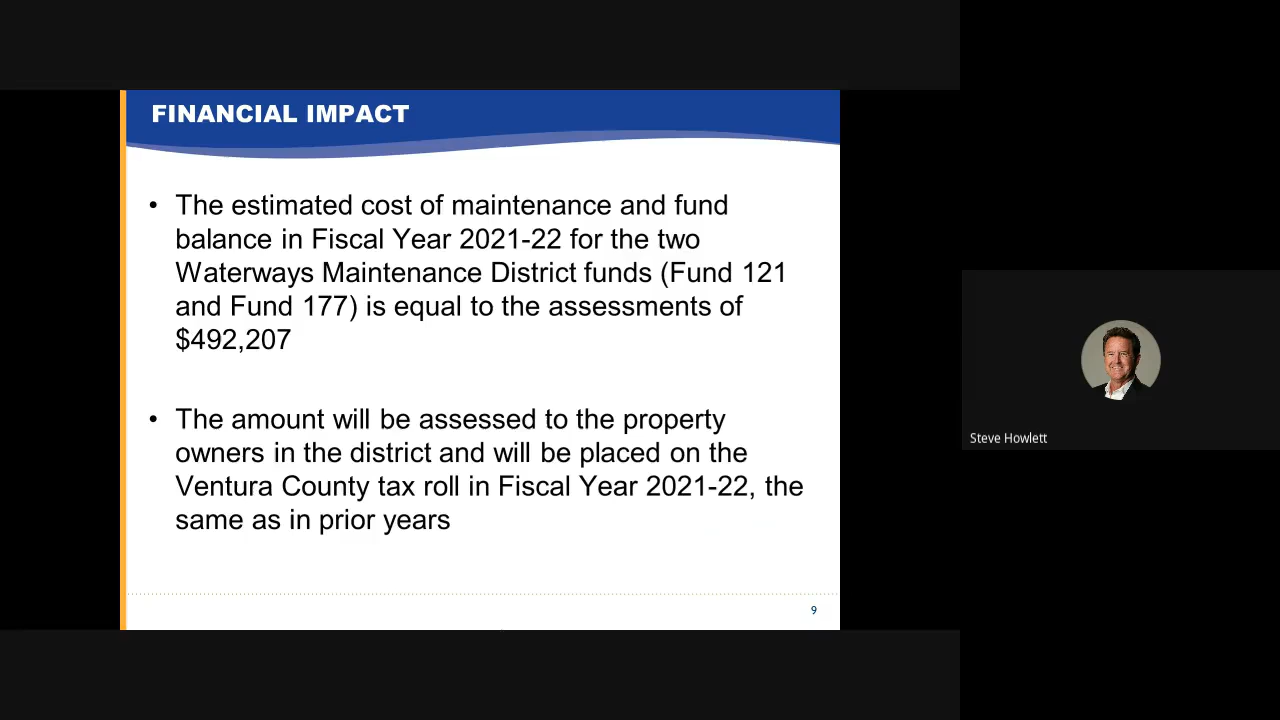 FINANCIAL IMPACT
• The estimated cost of maintenance and fund
balance in Fiscal Year 2021-22 for the two
Waterways Maintenance District funds (Fund 121
and Fund 177) is equal to the assessments of
$492,207
• The amount will be assessed to the property
owners in the district and will be placed on the
Ventura County tax roll in Fiscal Year 2021-22, the
same as in prior years
9
Steve Howlett